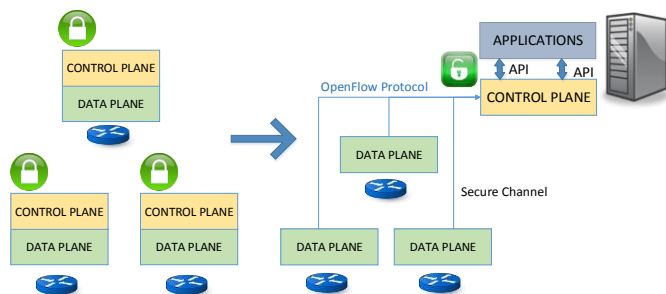 CONTROL PLANE
DATA PLANE
CONTROL PLANE
DATA PLANE
CONTROL PLANE
DATA PLANE
APPLICATIONS
API
API
OpenFlow Protocol
CONTROL PLANE
DATA PLANE
Secure Channel
DATA PLANE
DATA PLANE